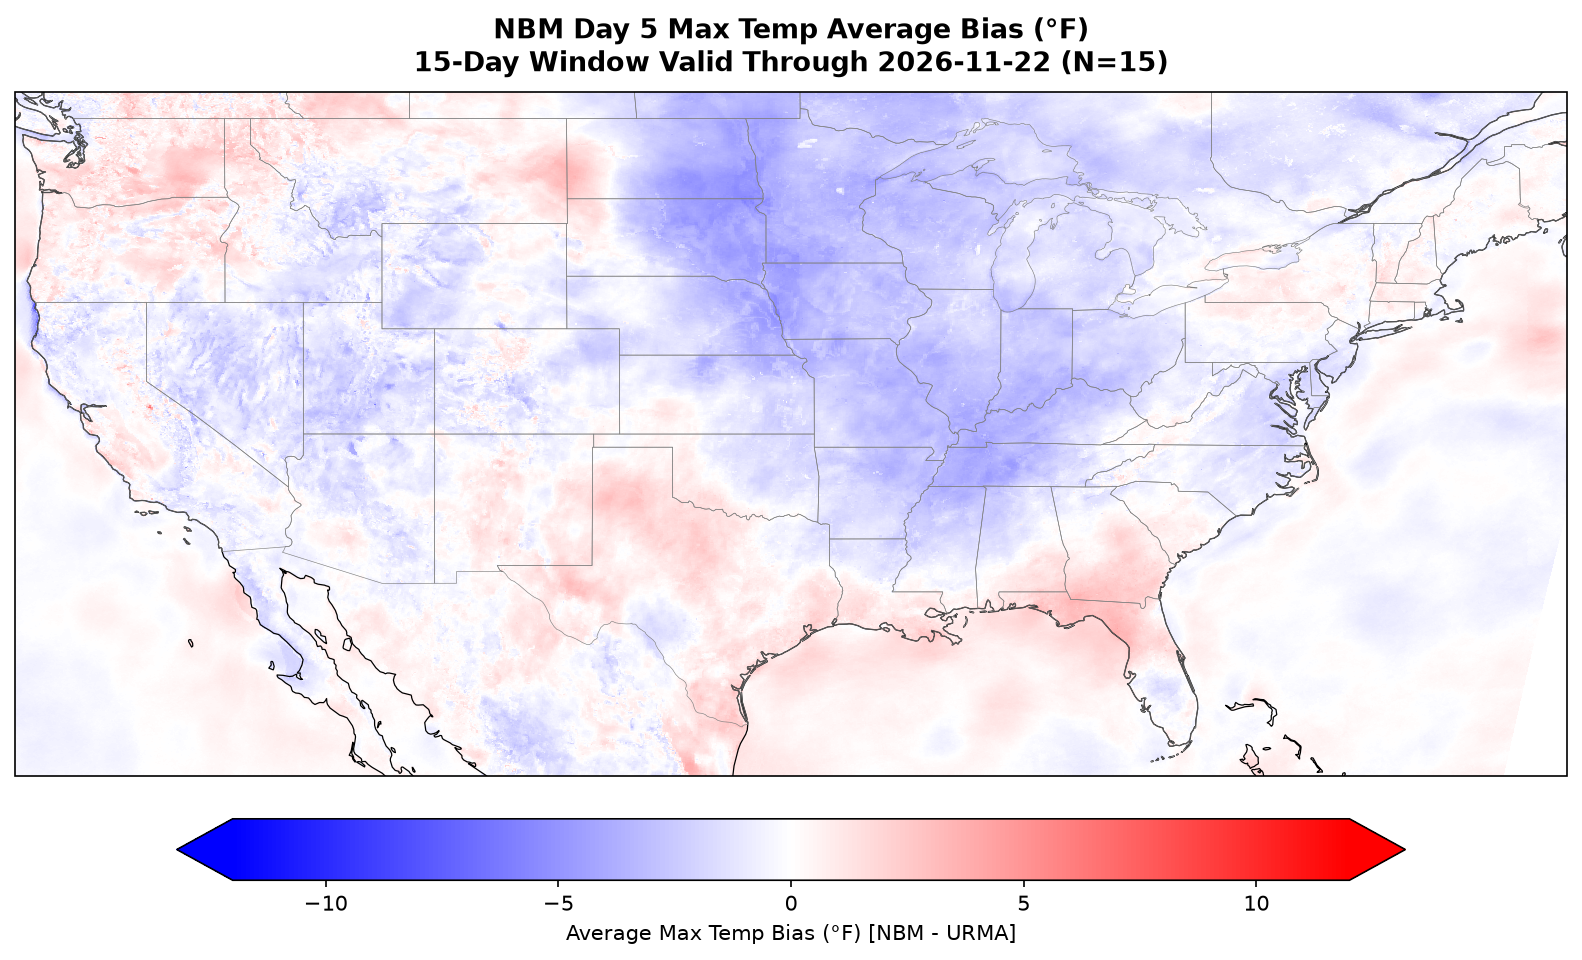 NBM Day 5 Max Temp Average Bias (°F)
15-Day Window Valid Through 2026-11-22 (N=15)
−10 −5 0 5 10
Average Max Temp Bias (°F) [NBM - URMA]